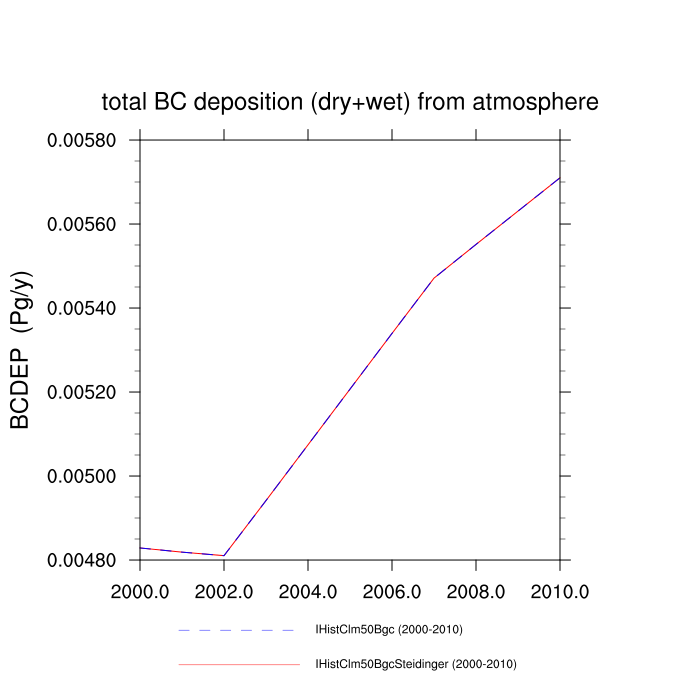 total BC deposition (dry+wet) from atmosphere
BCDEP (Pg/y)
0.00580
0.00560
0.00540
0.00520
0.00500
0.00480
2000.0 2002.0 2004.0 2006.0 2008.0 2010.0
IHistClm50Bgc (2000-2010)
IHistClm50BgcSteidinger (2000-2010)